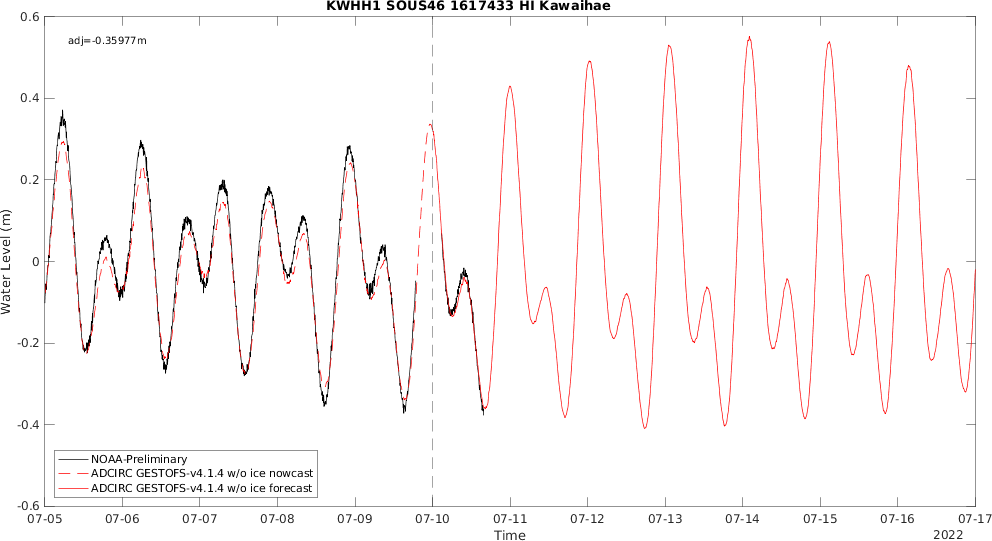 KWHH1 SOUS46 1617433 HI Kawaihae
adj=-0.35977m
0.6
0.4
0.2
0
-0.2
-0.4
-0.6
Water Level (m)
NOAA-Preliminary
ADCIRC GESTOFS-v4.1.4 w/o ice nowcast
ADCIRC GESTOFS-v4.1.4 w/o ice forecast
07-05 07-06 07-07 07-08 07-09 07-10 07-11 07-12 07-13 07-14 07-15 07-16 07-17
Time
2022